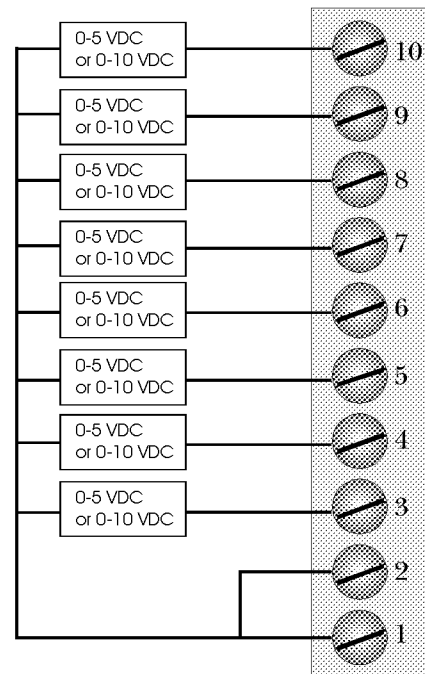 0-5 VDC
or 0-10 VDC
10
0-5 VDC
or 0-10 VDC
9
0-5 VDC
or 0-10 VDC
8
0-5 VDC
or 0-10 VDC
7
0-5 VDC
or 0-10 VDC
6
0-5 VDC
or 0-10 VDC
5
0-5 VDC
or 0-10 VDC
4
0-5 VDC
or 0-10 VDC
3
2
1